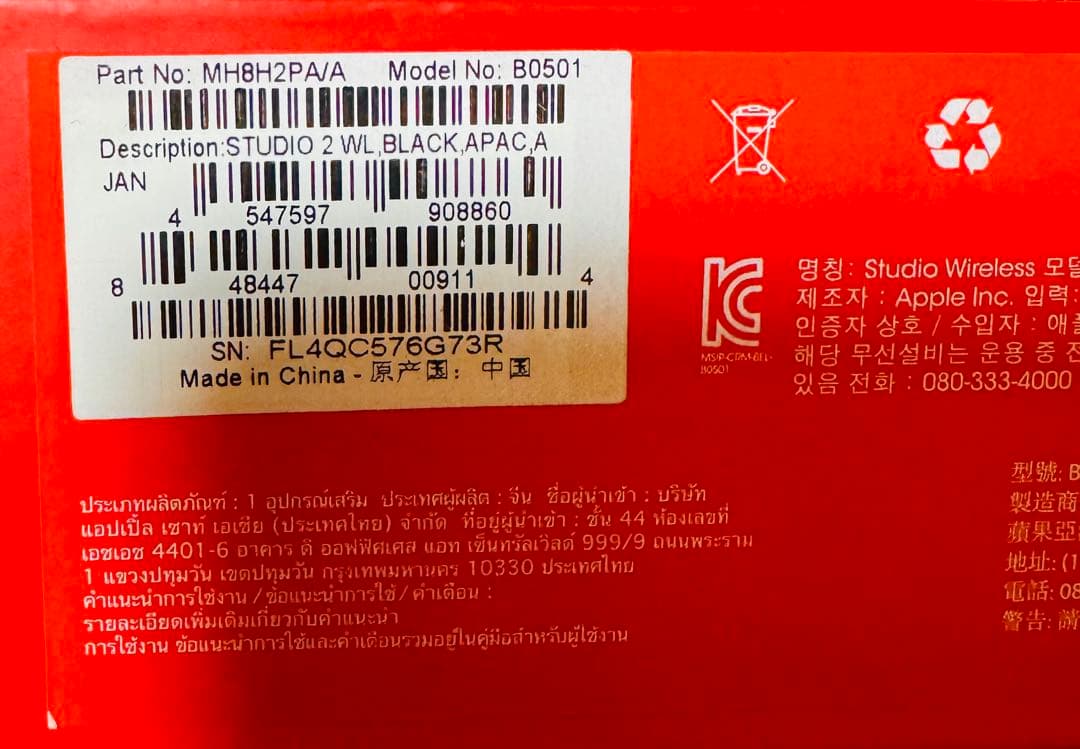 Part No: MH8H2PA/A Model No: B0501
Description:STUDIO 2 WL,BLACK,APAC,A
JAN
4 547597 908860
8 48447 00911 4
SN: FL4QC576G73R
Made in China - 原产国：中国
MSIP-CRM-BEL-
B0501
명칭: Studio Wireless 모델
제조자 : Apple Inc. 입력:
인증자 상호 / 수입자 : 애플
해당 무선설비는 운용 중 전
있음 전화 : 080-333-4000
ประเภทผลิตภัณฑ์ : 1 อุปกรณ์เสริม ประเทศผู้ผลิต : จีน ชื่อผู้นำเข้า : บริษัท
แอปเปิ้ล เซาท์ เอเชีย (ประเทศไทย) จำกัด ที่อยู่ผู้นำเข้า : ชั้น 44 ห้องเลขที่
เอชเอช 4401-6 อาคาร ดิ ออฟฟิศเศส แอท เซ็นทรัลเวิลด์ 999/9 ถนนพระราม
1 แขวงปทุมวัน เขตปทุมวัน กรุงเทพมหานคร 10330 ประเทศไทย
คำแนะนำการใช้งาน / ข้อแนะนำการใช้ / คำเตือน :
รายละเอียดเพิ่มเติมเกี่ยวกับคำแนะนำ
การใช้งาน ข้อแนะนำการใช้และคำเตือนรวมอยู่ในคู่มือสำหรับผู้ใช้งาน
型號: B
製造商
蘋果亞
地址: (1
電話: 08
警告: 請